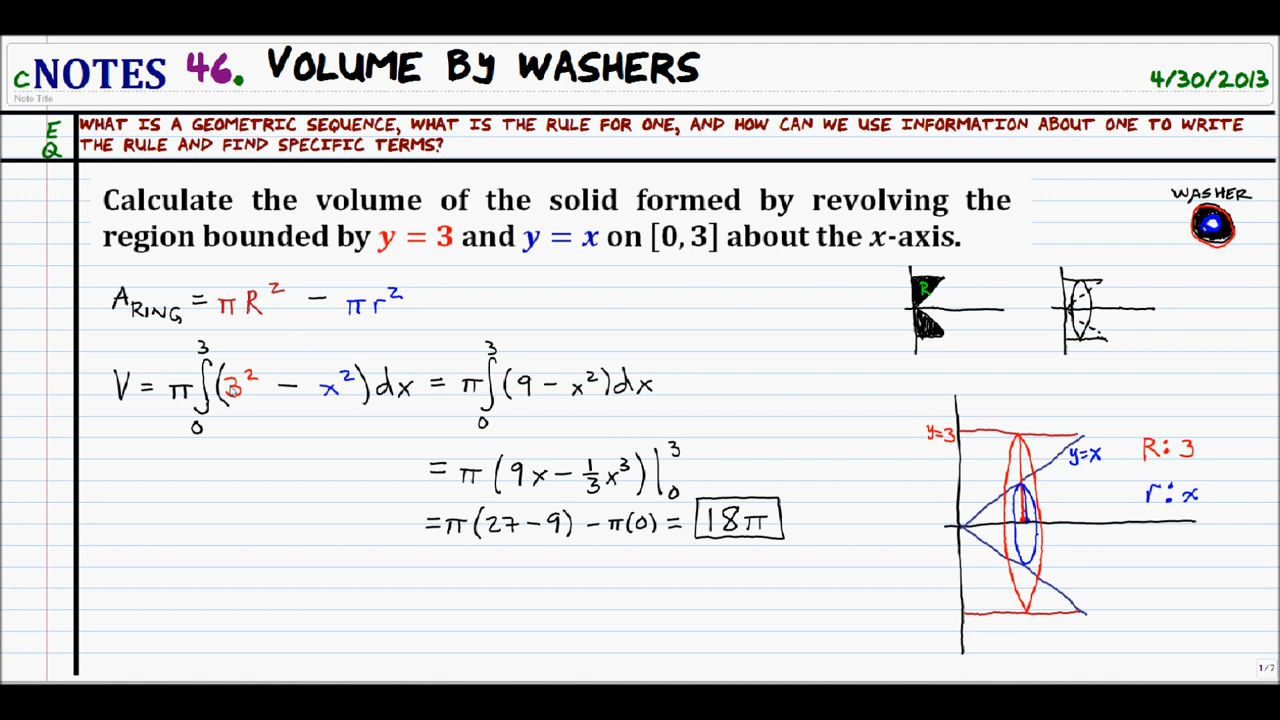 cNOTES 46. VOLUME BY WASHERS
4/30/2013
Note Title
EQ
WHAT IS A GEOMETRIC SEQUENCE, WHAT IS THE RULE FOR ONE, AND HOW CAN WE USE INFORMATION ABOUT ONE TO WRITE
THE RULE AND FIND SPECIFIC TERMS?
Calculate the volume of the solid formed by revolving the
region bounded by y = 3 and y = x on [0, 3] about the x-axis.
WASHER
A_RING = πR² − πr²
R
V = π∫₀³(3² − x²)dx = π∫₀³(9 − x²)dx
= π(9x − 1/3x³)|₀³
= π(27 − 9) − π(0) = 18π
y=3
y=x
R: 3
r: x
1/7